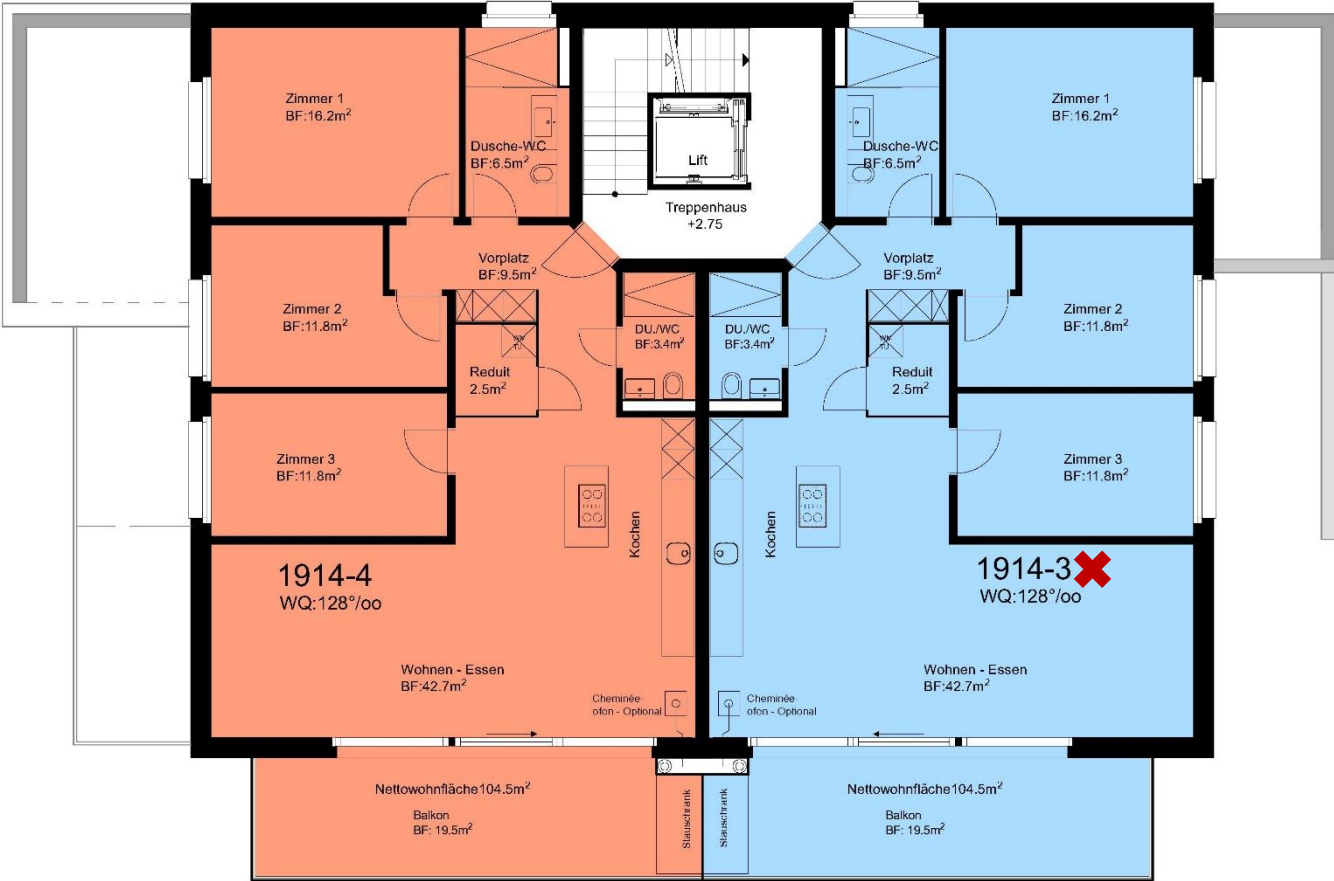 Zimmer 1
BF:16.2m²
Dusche-WC
BF:6.5m²
Lift
Treppenhaus
+2.75
Dusche-WC
BF:6.5m²
Zimmer 1
BF:16.2m²
Vorplatz
BF:9.5m²
Vorplatz
BF:9.5m²
Zimmer 2
BF:11.8m²
DU./WC
BF:3.4m²
DU./WC
BF:3.4m²
Zimmer 2
BF:11.8m²
Reduit
2.5m²
Reduit
2.5m²
Zimmer 3
BF:11.8m²
Zimmer 3
BF:11.8m²
Kochen
Kochen
1914-4
WQ:128°/oo
1914-3
WQ:128°/oo
Wohnen - Essen
BF:42.7m²
Wohnen - Essen
BF:42.7m²
Cheminée
ofen - Optional
Cheminée
ofen - Optional
Nettowohnfläche104.5m²
Balkon
BF: 19.5m²
Stauschrank
Stauschrank
Nettowohnfläche104.5m²
Balkon
BF: 19.5m²